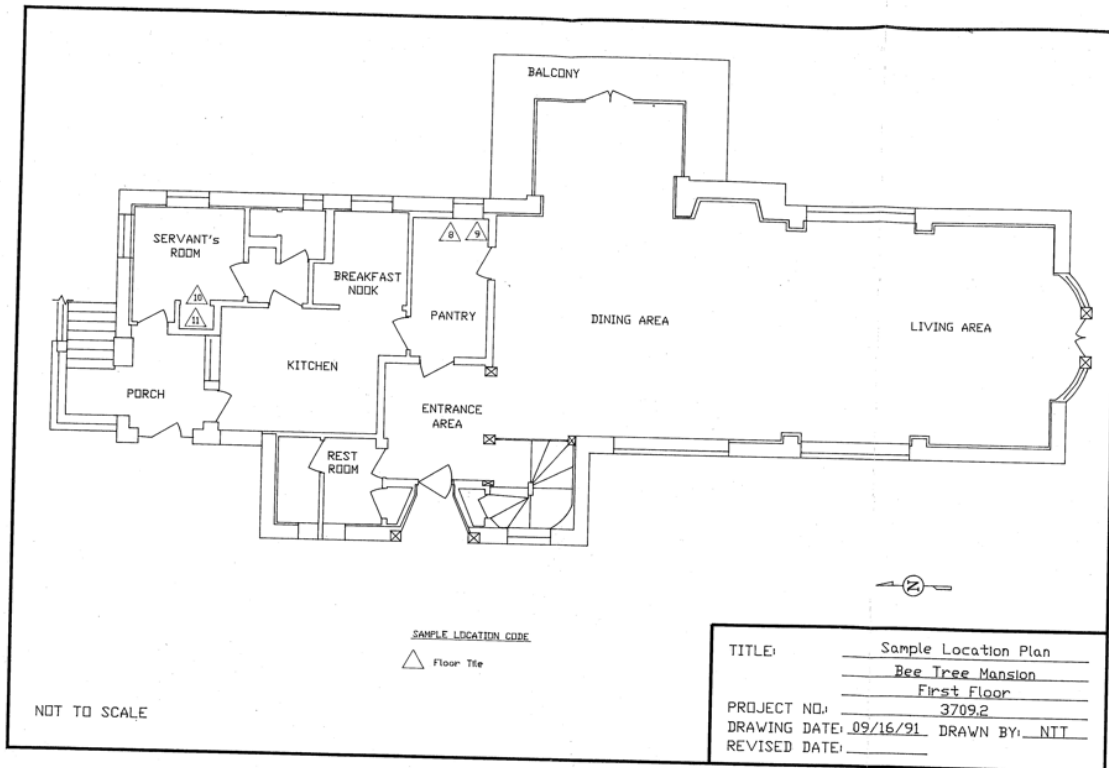 BALCONY
SERVANT's
ROOM
8
9
BREAKFAST
NOOK
10
11
PANTRY
DINING AREA
LIVING AREA
KITCHEN
PORCH
ENTRANCE
AREA
REST
ROOM
N
SAMPLE LOCATION CODE
Floor Tile
NOT TO SCALE
TITLE: Sample Location Plan
Bee Tree Mansion
First Floor
PROJECT NO.: 3709.2
DRAWING DATE: 09/16/91 DRAWN BY: NTT
REVISED DATE: